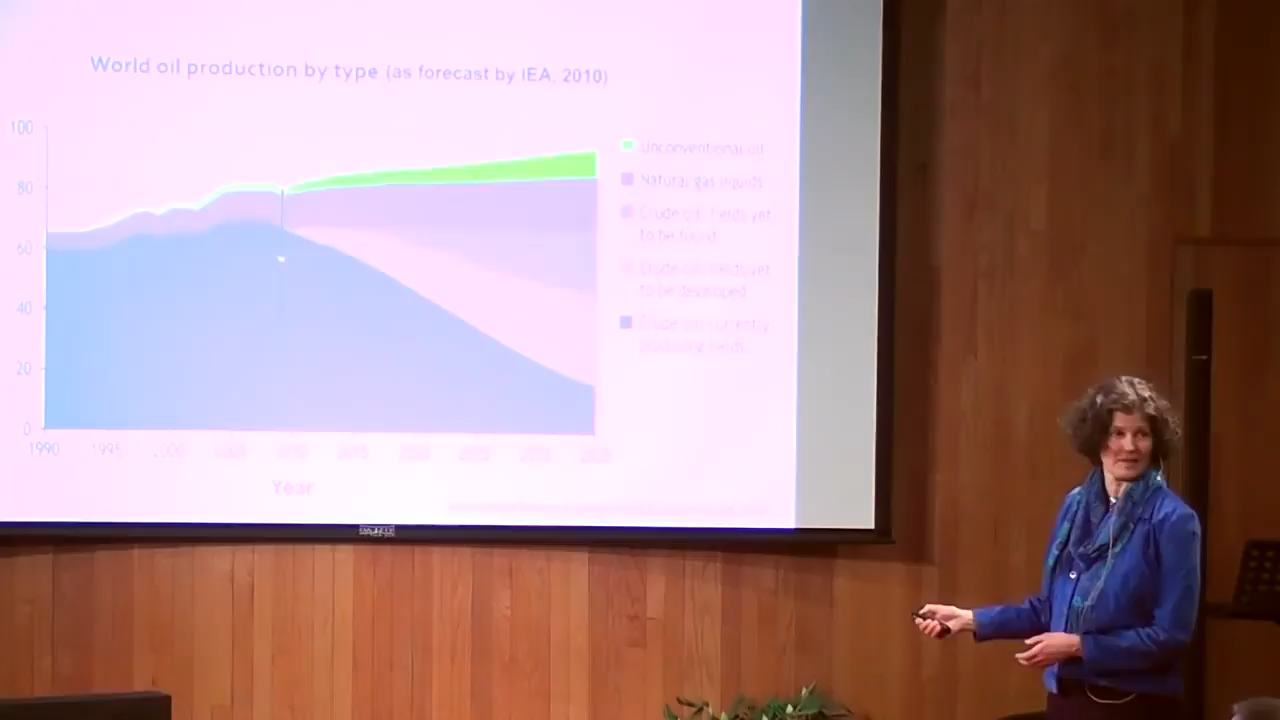 World oil production by type (as forecast by IEA, 2010)
100
80
60
40
20
0
1990 1995 2000
Year
Unconventional oil
Natural gas liquids
Crude oil: fields yet
to be found
Crude oil: fields yet
to be developed
Crude oil: currently
producing fields